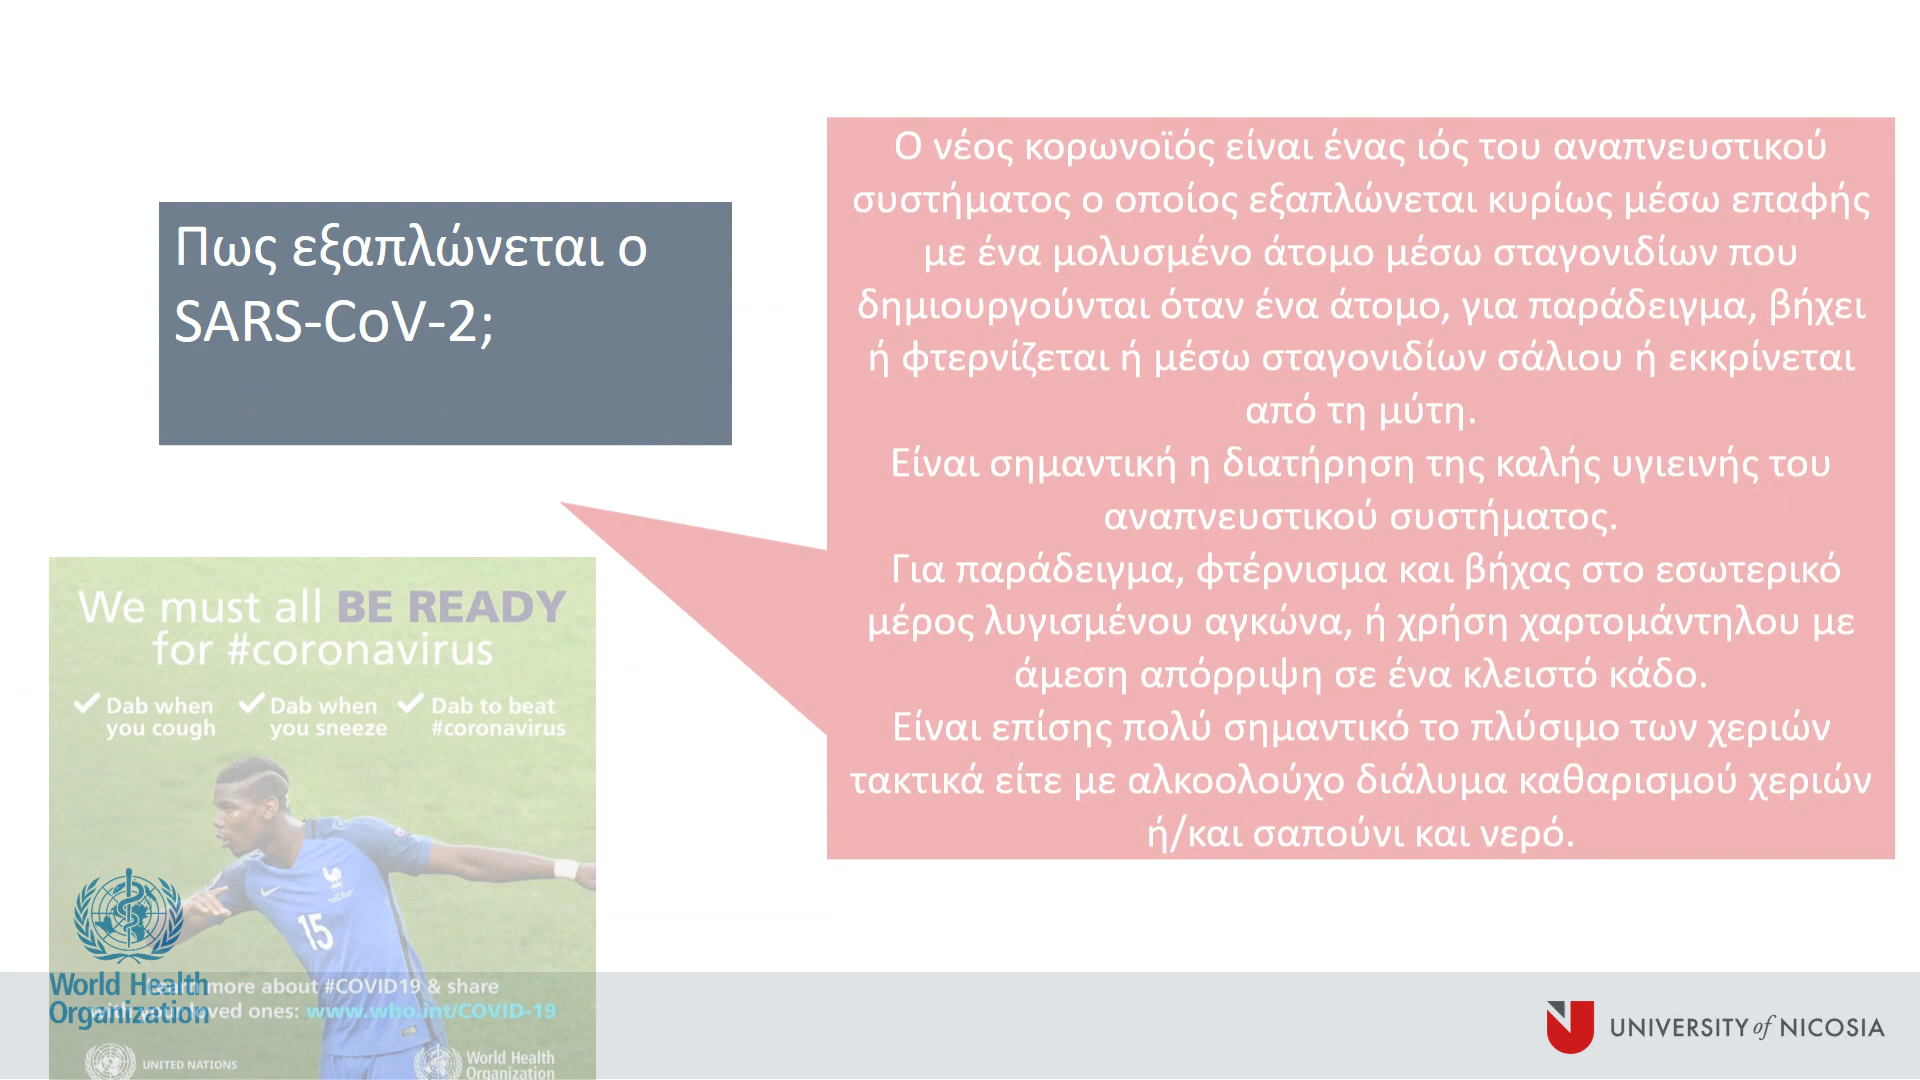 Πως εξαπλώνεται ο
SARS-CoV-2;
Ο νέος κορωνοϊός είναι ένας ιός του αναπνευστικού
συστήματος ο οποίος εξαπλώνεται κυρίως μέσω επαφής
με ένα μολυσμένο άτομο μέσω σταγονιδίων που
δημιουργούνται όταν ένα άτομο, για παράδειγμα, βήχει
ή φτερνίζεται ή μέσω σταγονιδίων σάλιου ή εκκρίνεται
από τη μύτη.
Είναι σημαντική η διατήρηση της καλής υγιεινής του
αναπνευστικού συστήματος.
Για παράδειγμα, φτέρνισμα και βήχας στο εσωτερικό
μέρος λυγισμένου αγκώνα, ή χρήση χαρτομάντηλου με
άμεση απόρριψη σε ένα κλειστό κάδο.
Είναι επίσης πολύ σημαντικό το πλύσιμο των χεριών
τακτικά είτε με αλκοολούχο διάλυμα καθαρισμού χεριών
ή/και σαπούνι και νερό.
We must all BE READY
for #coronavirus
Dab when
you cough
Dab when
you sneeze
Dab to beat
#coronavirus
15
World Health
Organization
more about #COVID19 & share
loved ones: www.who.int/COVID-19
UNITED NATIONS
World Health
Organization
UNIVERSITY of NICOSIA